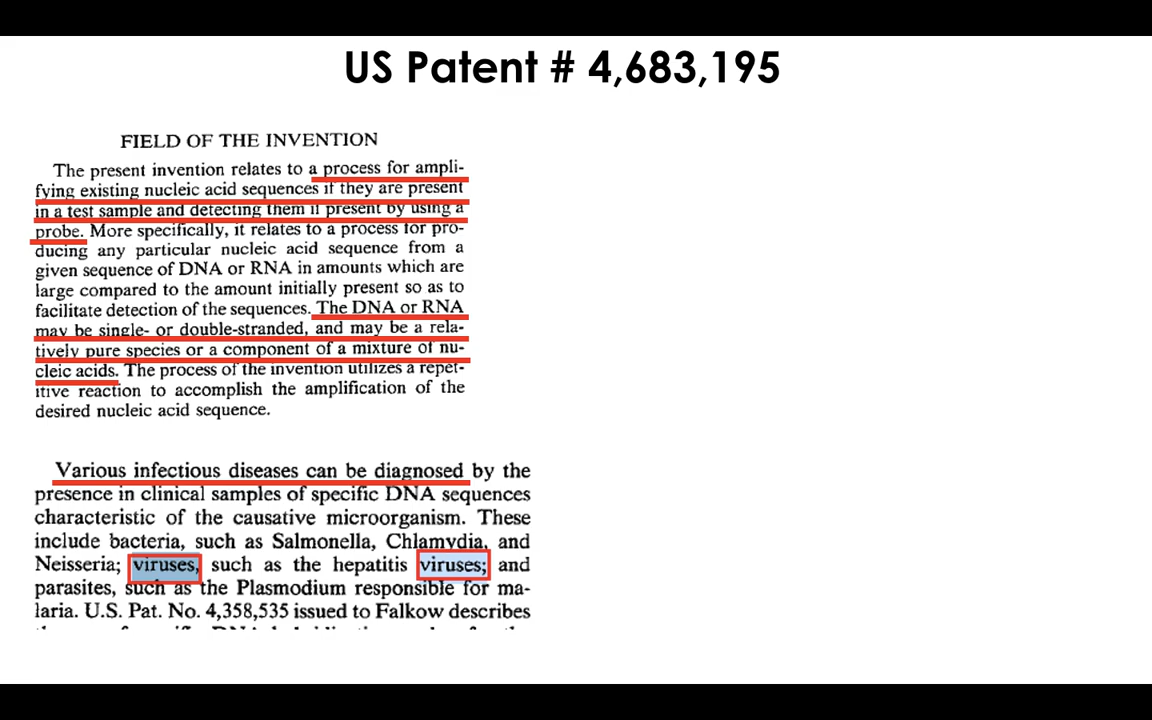 US Patent # 4,683,195
FIELD OF THE INVENTION
The present invention relates to a process for ampli-
fying existing nucleic acid sequences if they are present
in a test sample and detecting them if present by using a
probe. More specifically, it relates to a process for pro-
ducing any particular nucleic acid sequence from a
given sequence of DNA or RNA in amounts which are
large compared to the amount initially present so as to
facilitate detection of the sequences. The DNA or RNA
may be single- or double-stranded, and may be a rela-
tively pure species or a component of a mixture of nu-
cleic acids. The process of the invention utilizes a repet-
itive reaction to accomplish the amplification of the
desired nucleic acid sequence.
Various infectious diseases can be diagnosed by the
presence in clinical samples of specific DNA sequences
characteristic of the causative microorganism. These
include bacteria, such as Salmonella, Chlamydia, and
Neisseria; viruses, such as the hepatitis viruses; and
parasites, such as the Plasmodium responsible for ma-
laria. U.S. Pat. No. 4,358,535 issued to Falkow describes